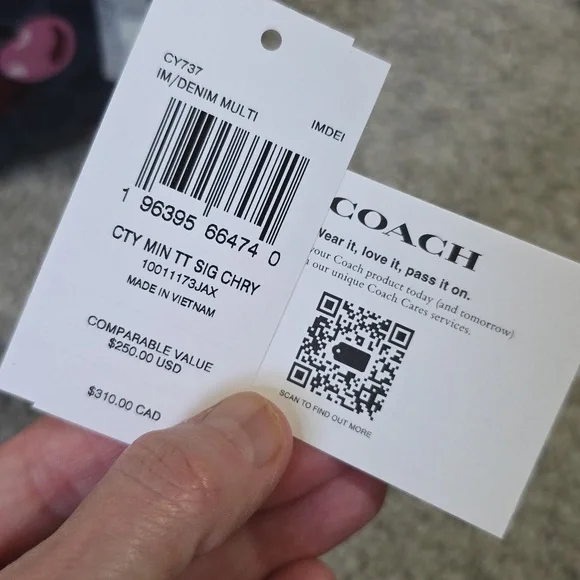 CY737
IM/DENIM MULTI
IMDEI
1 96395 66474 0
CTY MIN TT SIG CHRY
10011173JAX
MADE IN VIETNAM
COMPARABLE VALUE
$250.00 USD
$310.00 CAD
COACH
Wear it, love it, pass it on.
your Coach product today (and tomorrow)
our unique Coach Cares services.
SCAN TO FIND OUT MORE